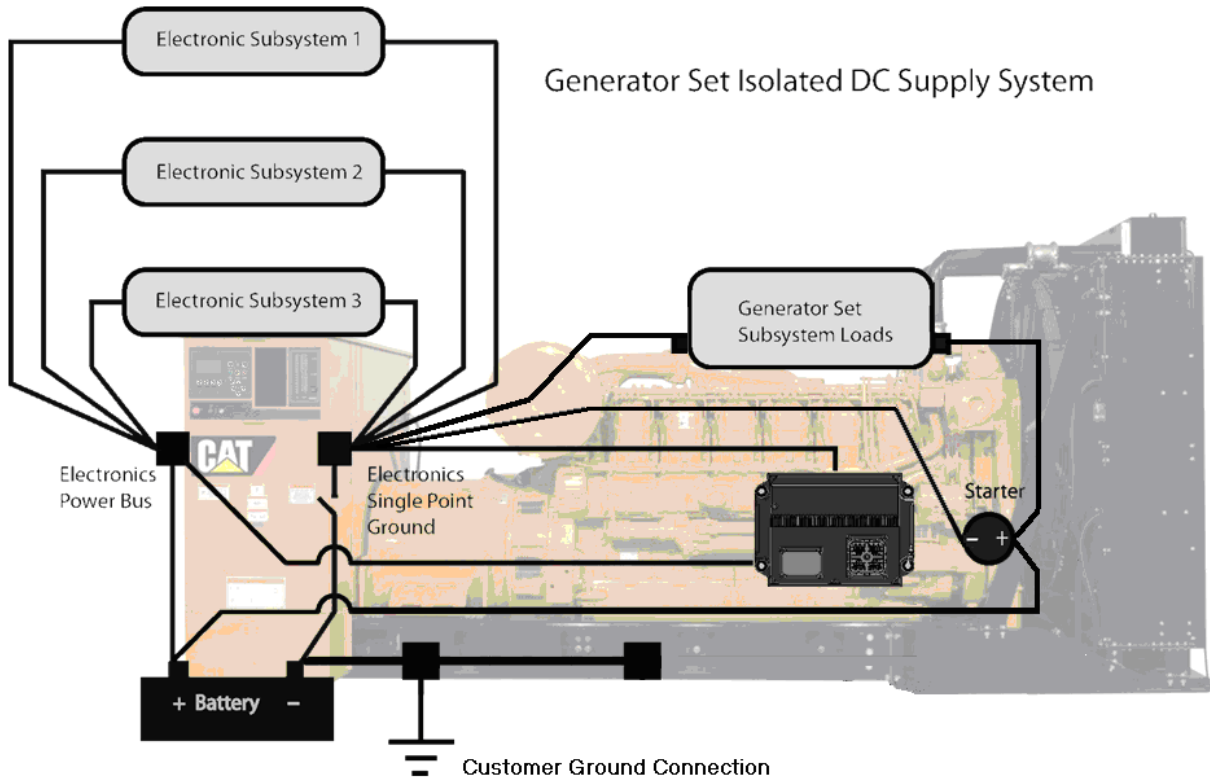 Electronic Subsystem 1
Generator Set Isolated DC Supply System
Electronic Subsystem 2
Electronic Subsystem 3
Generator Set
Subsystem Loads
CAT
Electronics
Power Bus
Electronics
Single Point
Ground
Starter
− +
+ Battery −
Customer Ground Connection